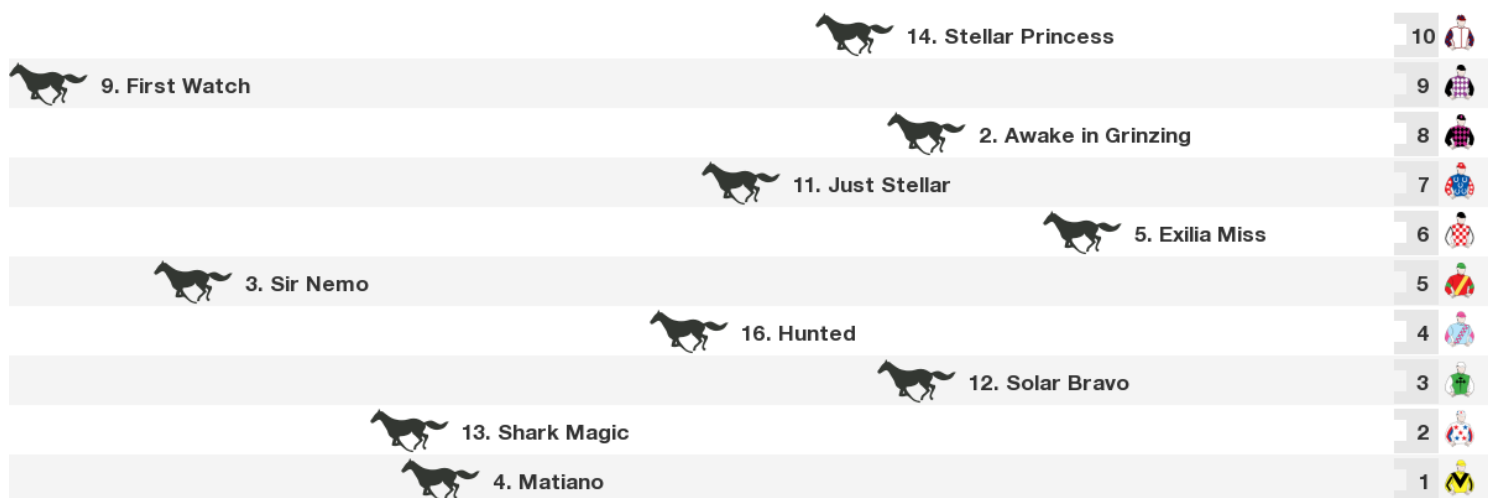 14. Stellar Princess 10
9. First Watch 9
2. Awake in Grinzing 8
11. Just Stellar 7
5. Exilia Miss 6
3. Sir Nemo 5
16. Hunted 4
12. Solar Bravo 3
13. Shark Magic 2
4. Matiano 1